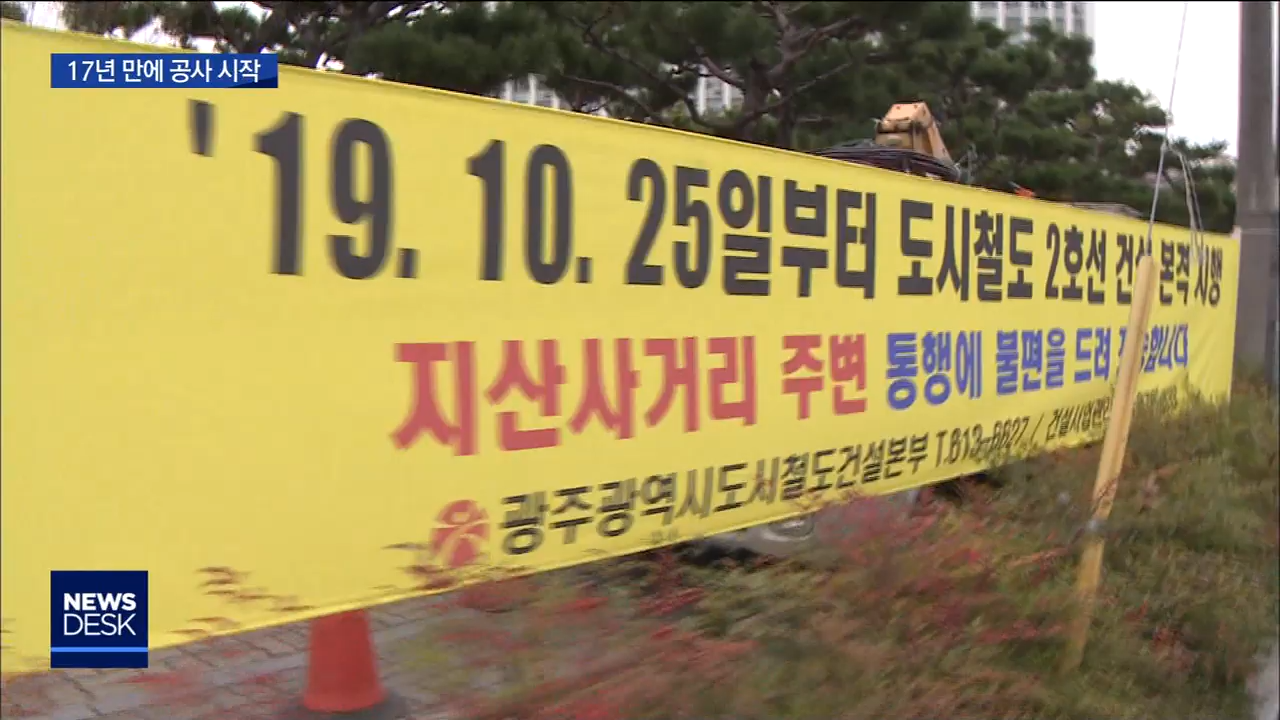 17년 만에 공사 시작
'19. 10. 25일부터 도시철도 2호선 건설 본격 시행
지산사거리 주변 통행에 불편을 드려
광주광역시도시철도건설본부 T.613-6627 /
NEWS
DESK